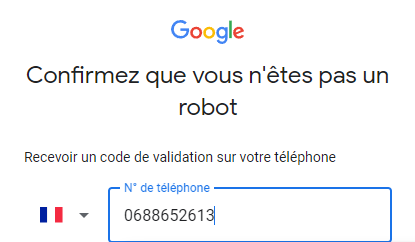 Google
Confirmez que vous n'êtes pas un
robot
Recevoir un code de validation sur votre téléphone
N° de téléphone
0688652613